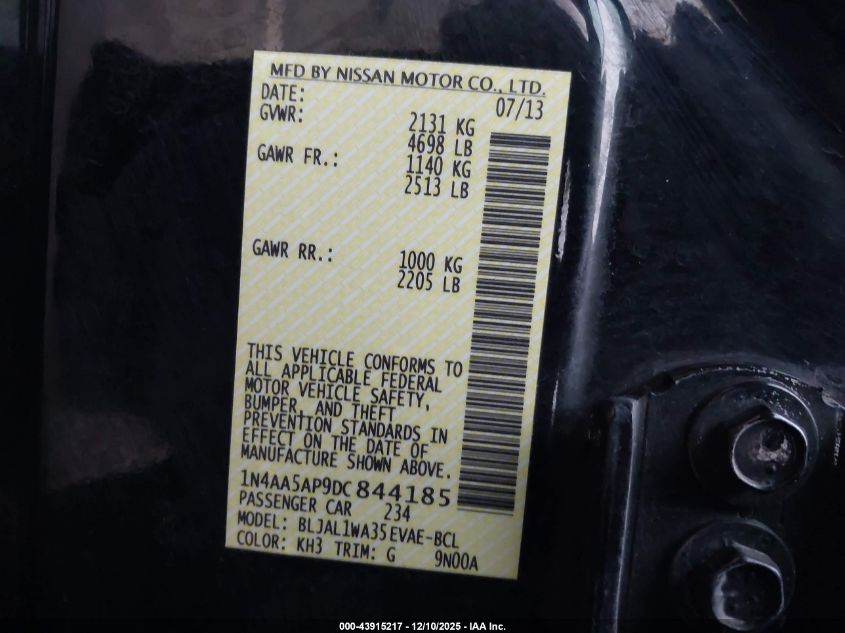 MFD BY NISSAN MOTOR CO., LTD.
DATE: 07/13
GVWR: 2131 KG
4698 LB
GAWR FR.: 1140 KG
2513 LB
GAWR RR.: 1000 KG
2205 LB
THIS VEHICLE CONFORMS TO
ALL APPLICABLE FEDERAL
MOTOR VEHICLE SAFETY,
BUMPER, AND THEFT
PREVENTION STANDARDS IN
EFFECT ON THE DATE OF
MANUFACTURE SHOWN ABOVE.
1N4AA5AP9DC844185
PASSENGER CAR 234
MODEL: BLJAL1WA35EVAE-BCL
COLOR: KH3 TRIM: G 9N00A
000-43915217 - 12/10/2025 - IAA Inc.